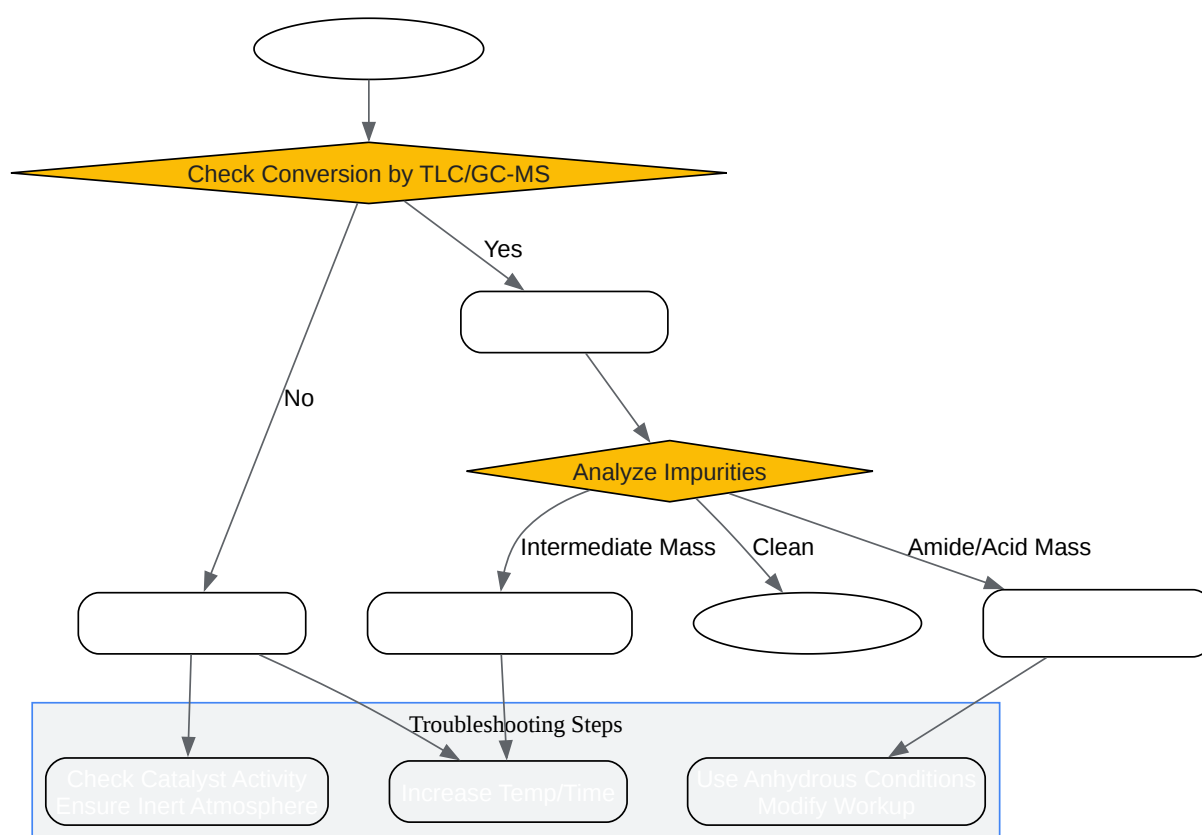 Check Conversion by TLC/GC-MS
Yes
No
Analyze Impurities
Intermediate Mass
Clean
Amide/Acid Mass
Troubleshooting Steps
Check Catalyst Activity
Ensure Inert Atmosphere
Increase Temp/Time
Use Anhydrous Conditions
Modify Workup